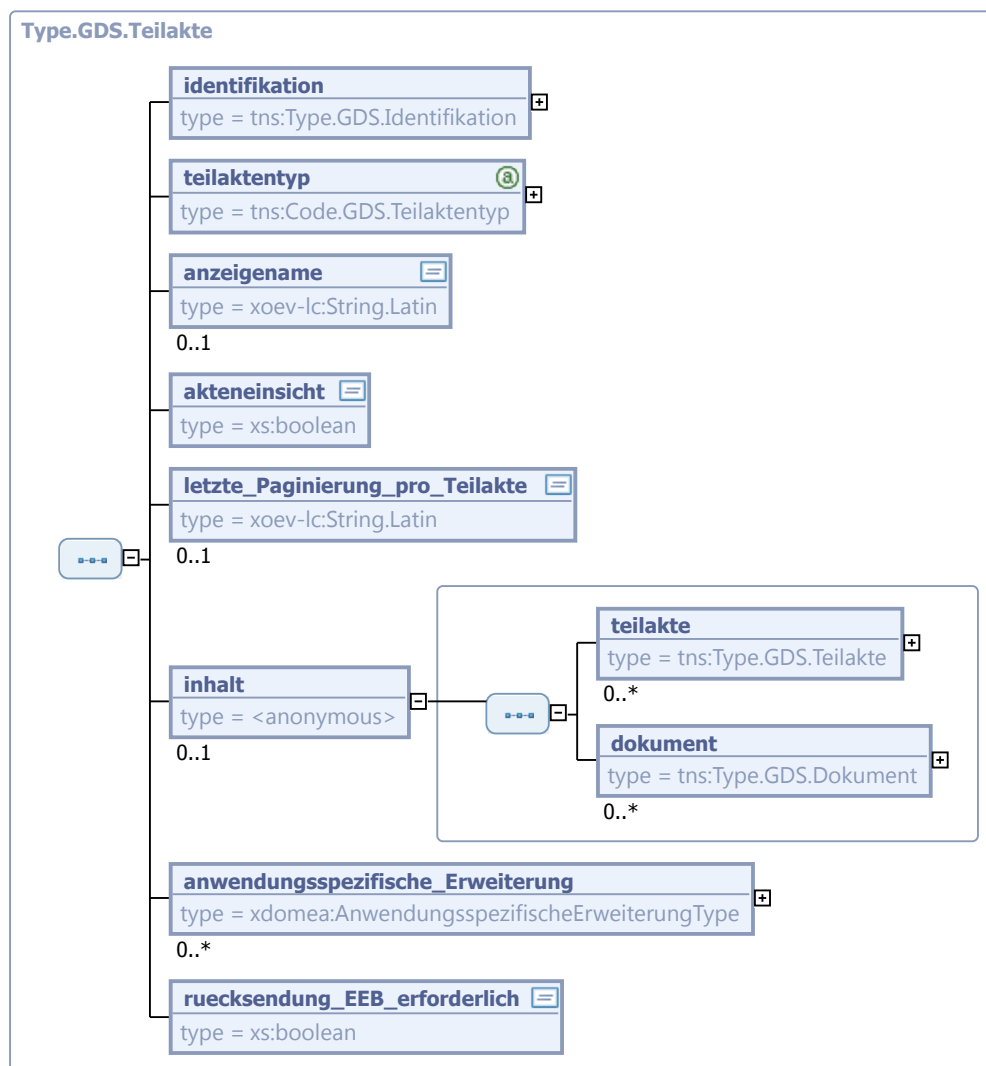 Type.GDS.Teilakte
identifikation
type = tns:Type.GDS.Identifikation
teilaktentyp
type = tns:Code.GDS.Teilaktentyp
anzeigename
type = xoev-lc:String.Latin
0..1
akteneinsicht
type = xs:boolean
letzte_Paginierung_pro_Teilakte
type = xoev-lc:String.Latin
0..1
inhalt
type = <anonymous>
0..1
teilakte
type = tns:Type.GDS.Teilakte
0..*
dokument
type = tns:Type.GDS.Dokument
0..*
anwendungsspezifische_Erweiterung
type = xdomea:AnwendungsspezifischeErweiterungType
0..*
ruecksendung_EEB_erforderlich
type = xs:boolean